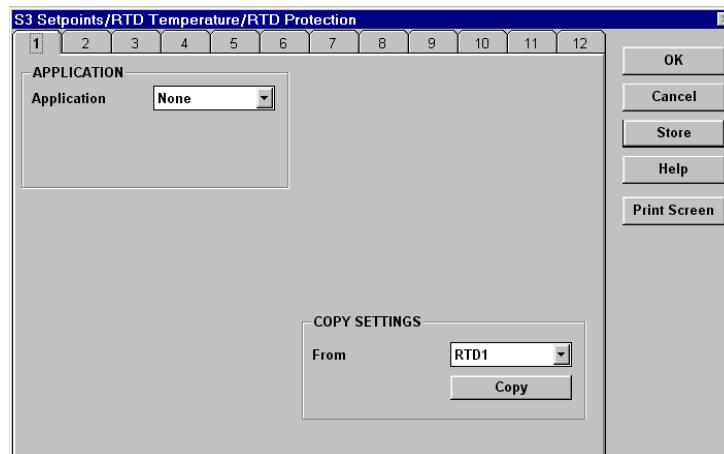 S3 Setpoints/RTD Temperature/RTD Protection
1 2 3 4 5 6 7 8 9 10 11 12
APPLICATION
Application None
COPY SETTINGS
From RTD1
Copy
OK
Cancel
Store
Help
Print Screen